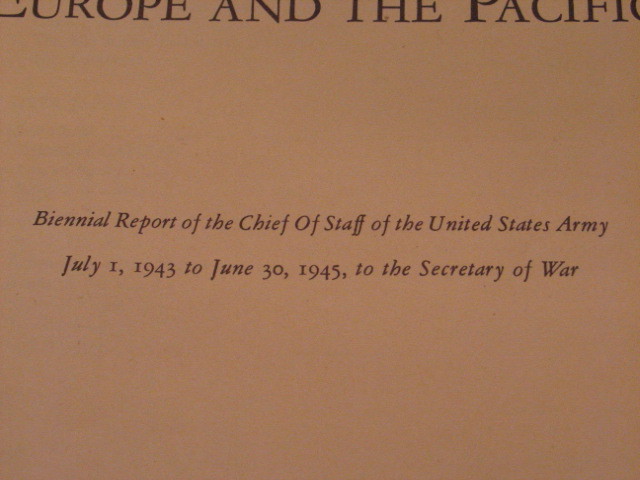 EUROPE AND THE PACIFIC
Biennial Report of the Chief Of Staff of the United States Army
July 1, 1943 to June 30, 1945, to the Secretary of War